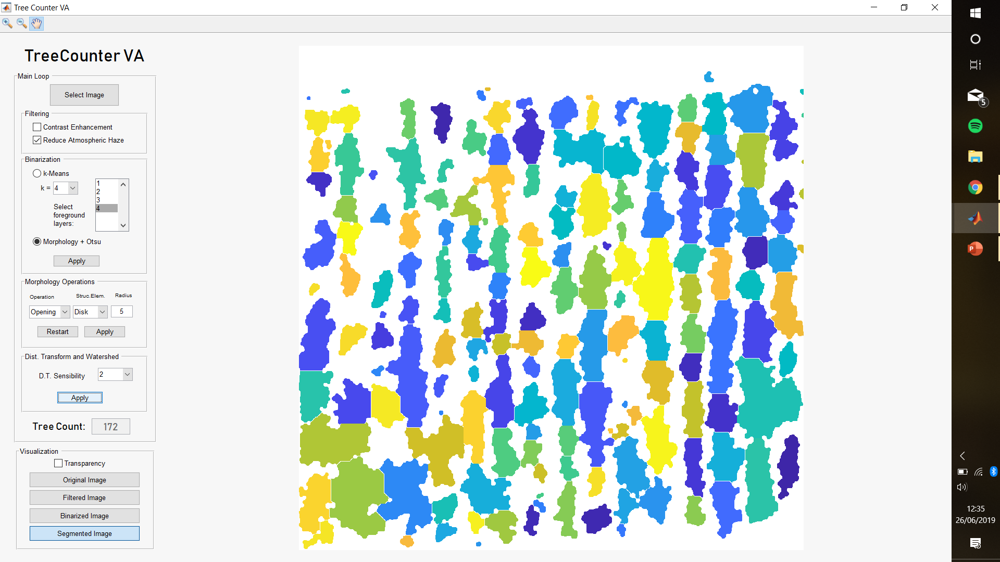 Tree Counter VA
TreeCounter VA
Main Loop
Select Image
Filtering
Contrast Enhancement
Reduce Atmospheric Haze
Binarization
k-Means
k = 4
1
2
3
4
Select
foreground
layers:
Morphology + Otsu
Apply
Morphology Operations
Operation Struc.Elem. Radius
Opening Disk 5
Restart Apply
Dist. Transform and Watershed
D.T. Sensibility 2
Apply
Tree Count: 172
Visualization
Transparency
Original Image
Filtered Image
Binarized Image
Segmented Image
5
P
12:35
26/06/2019